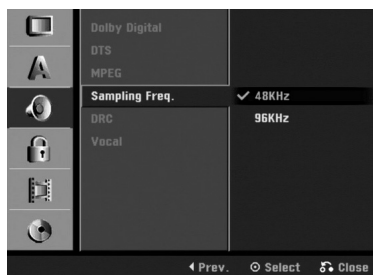 Dolby Digital
DTS
MPEG
Sampling Freq.
✓ 48KHz
DRC
96KHz
Vocal
Prev.
Select
Close